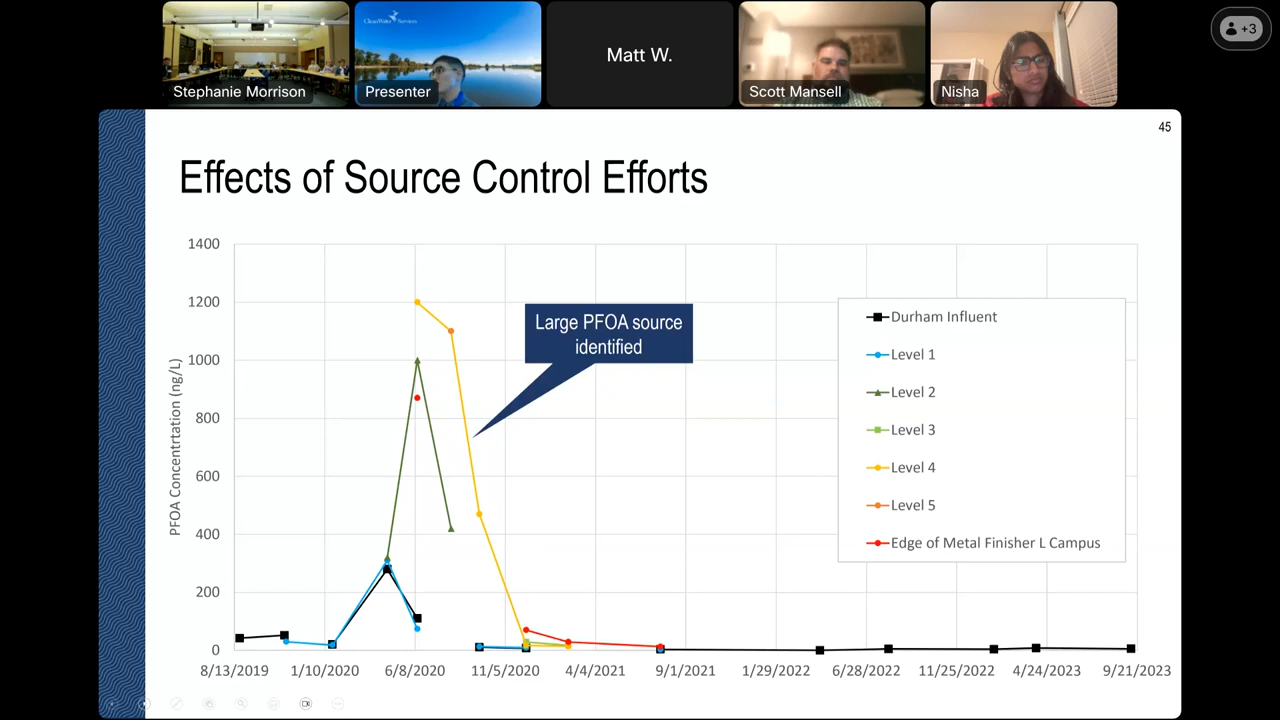 CleanWater Services
Stephanie Morrison
Presenter
Matt W.
Scott Mansell
Nisha
+3
45
Effects of Source Control Efforts
PFOA Concentrtation (ng/L)
1400
1200
1000
800
600
400
200
0
Large PFOA source
identified
Durham Influent
Level 1
Level 2
Level 3
Level 4
Level 5
Edge of Metal Finisher L Campus
8/13/2019 1/10/2020 6/8/2020 11/5/2020 4/4/2021 9/1/2021 1/29/2022 6/28/2022 11/25/2022 4/24/2023 9/21/2023